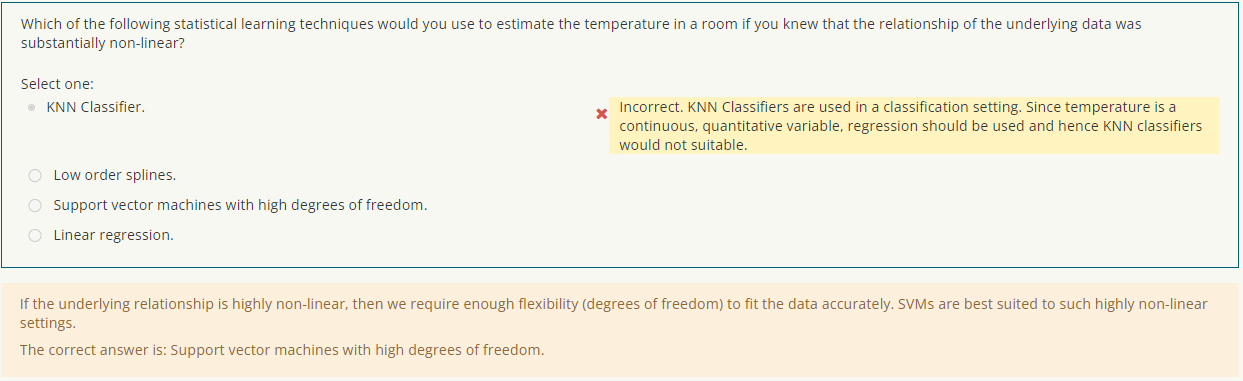 Which of the following statistical learning techniques would you use to estimate the temperature in a room if you knew that the relationship of the underlying data was
substantially non-linear?
Select one:
KNN Classifier.
Incorrect. KNN Classifiers are used in a classification setting. Since temperature is a
continuous, quantitative variable, regression should be used and hence KNN classifiers
would not suitable.
Low order splines.
Support vector machines with high degrees of freedom.
Linear regression.
If the underlying relationship is highly non-linear, then we require enough flexibility (degrees of freedom) to fit the data accurately. SVMs are best suited to such highly non-linear
settings.
The correct answer is: Support vector machines with high degrees of freedom.